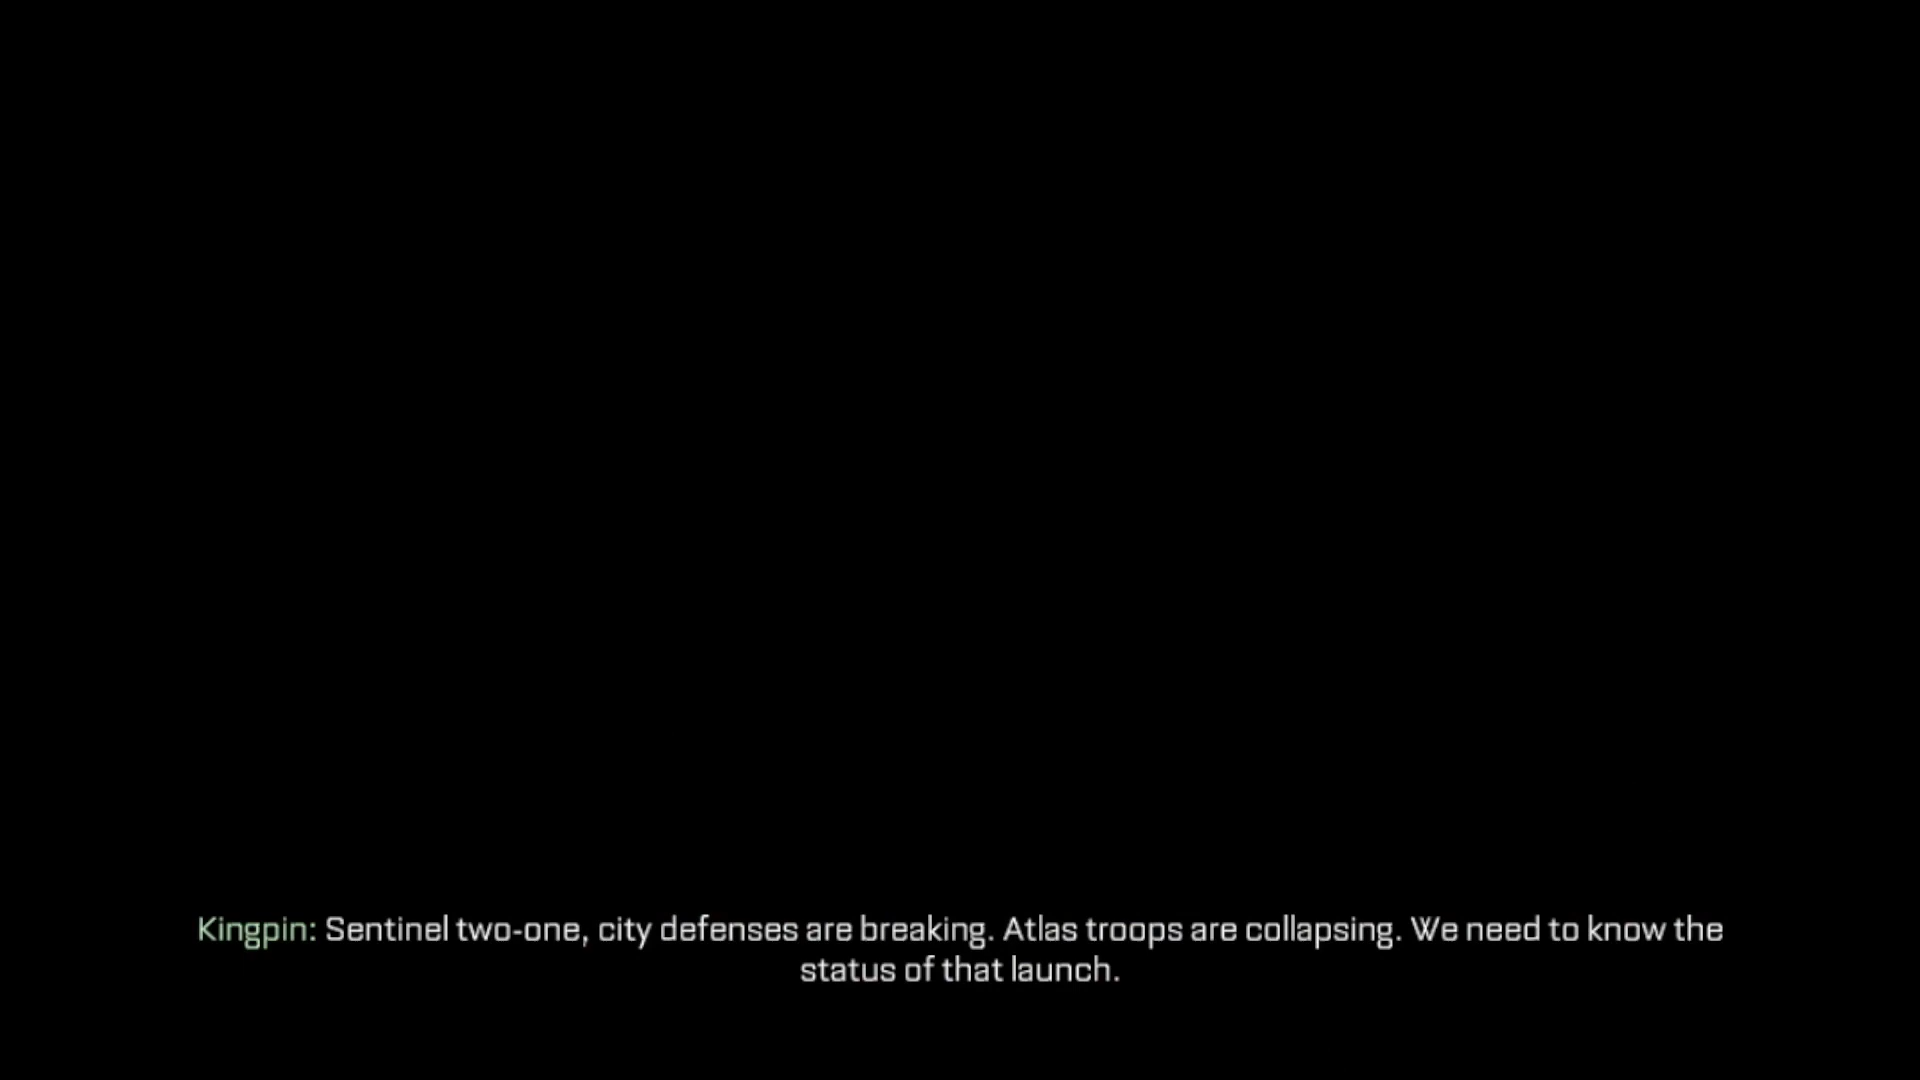 Kingpin: Sentinel two-one, city defenses are breaking. Atlas troops are collapsing. We need to know the
status of that launch.